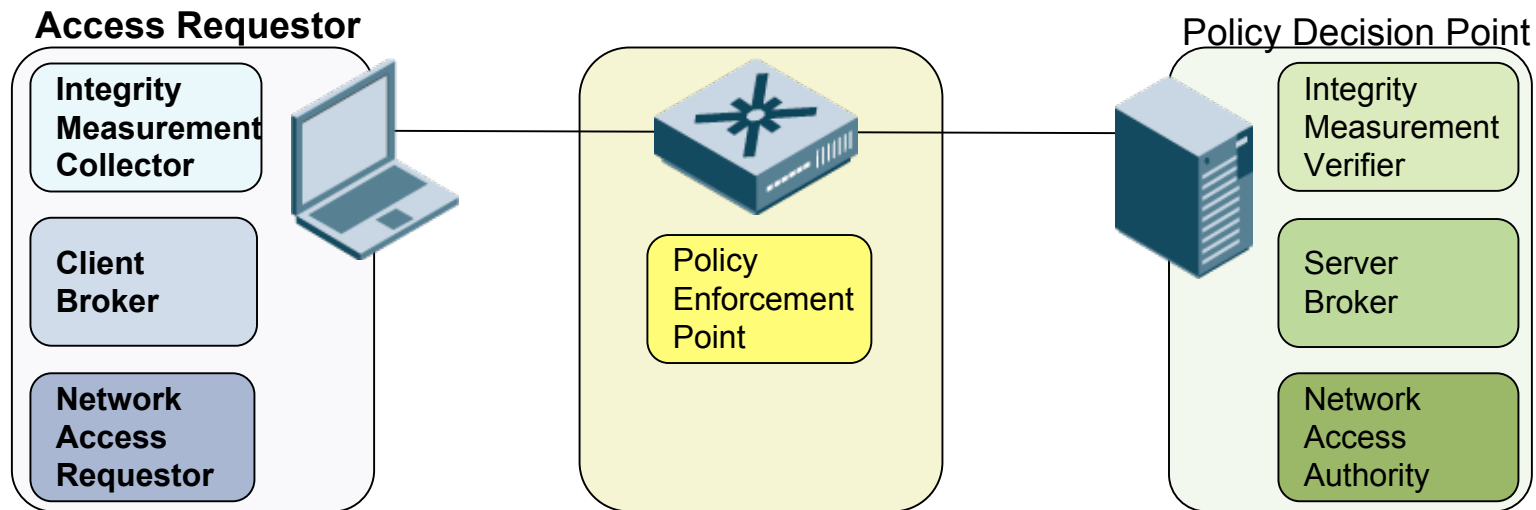 Access Requestor
Integrity
Measurement
Collector
Client
Broker
Network
Access
Requestor
Policy
Enforcement
Point
Policy Decision Point
Integrity
Measurement
Verifier
Server
Broker
Network
Access
Authority